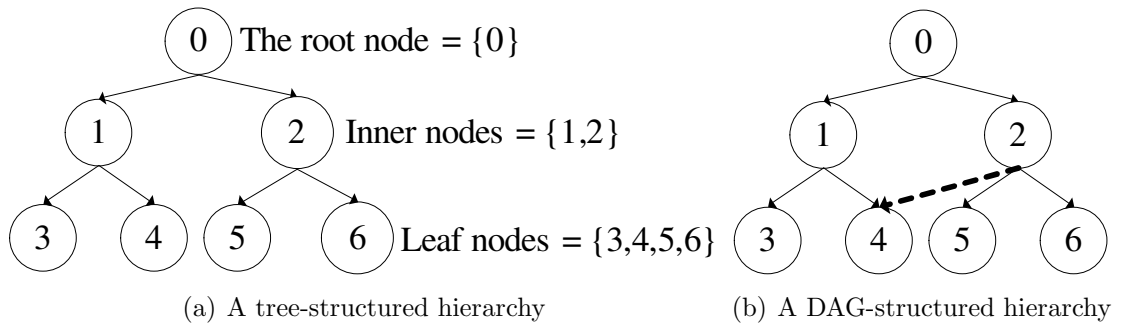 0 The root node = {0}
1 2 Inner nodes = {1,2}
3 4 5 6 Leaf nodes = {3,4,5,6}
(a) A tree-structured hierarchy
0
1 2
3 4 5 6
(b) A DAG-structured hierarchy